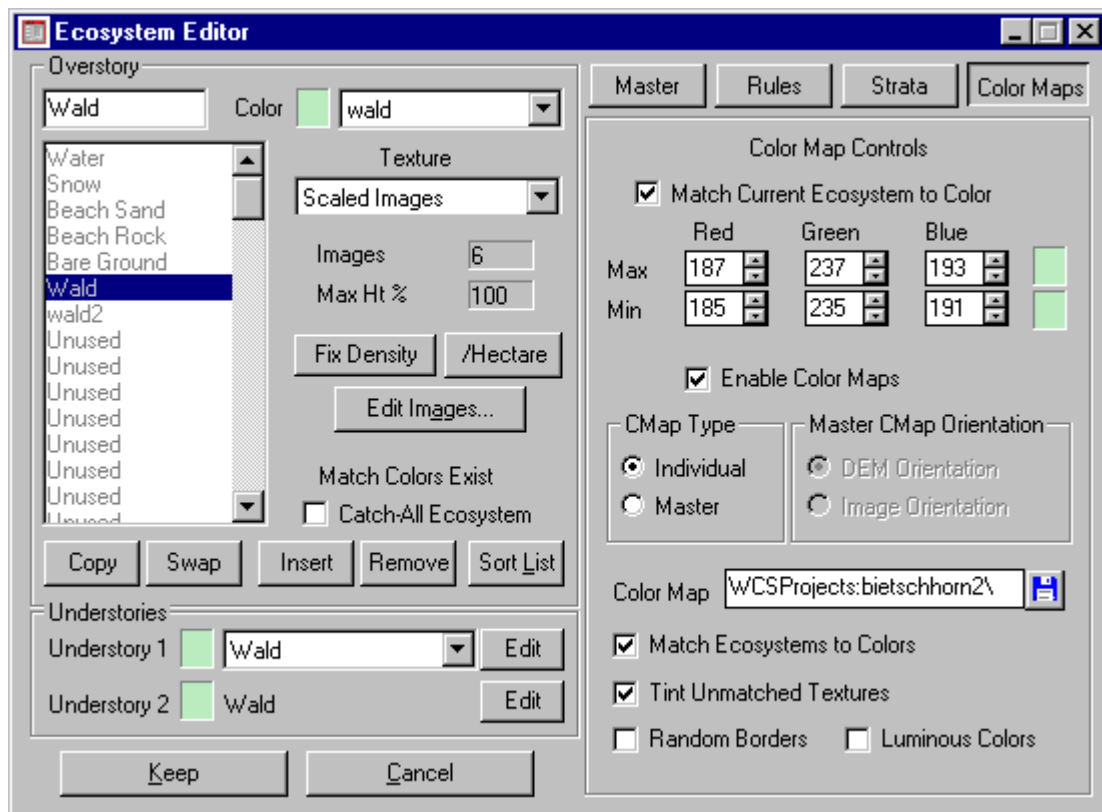 Ecosystem Editor
Overstory
Wald Color wald
Water
Snow
Beach Sand
Beach Rock
Bare Ground
Wald
wald2
Unused
Unused
Unused
Unused
Unused
Unused
Unused
Unused
Texture
Scaled Images
Images 6
Max Ht % 100
Fix Density /Hectare
Edit Images...
Match Colors Exist
Catch-All Ecosystem
Copy Swap Insert Remove Sort List
Understories
Understory 1 Wald Edit
Understory 2 Wald Edit
Keep Cancel
Master Rules Strata Color Maps
Color Map Controls
Match Current Ecosystem to Color
Red Green Blue
Max 187 237 193
Min 185 235 191
Enable Color Maps
CMap Type
Individual
Master
Master CMap Orientation
DEM Orientation
Image Orientation
Color Map WCSProjects:bietschhorn2\
Match Ecosystems to Colors
Tint Unmatched Textures
Random Borders Luminous Colors